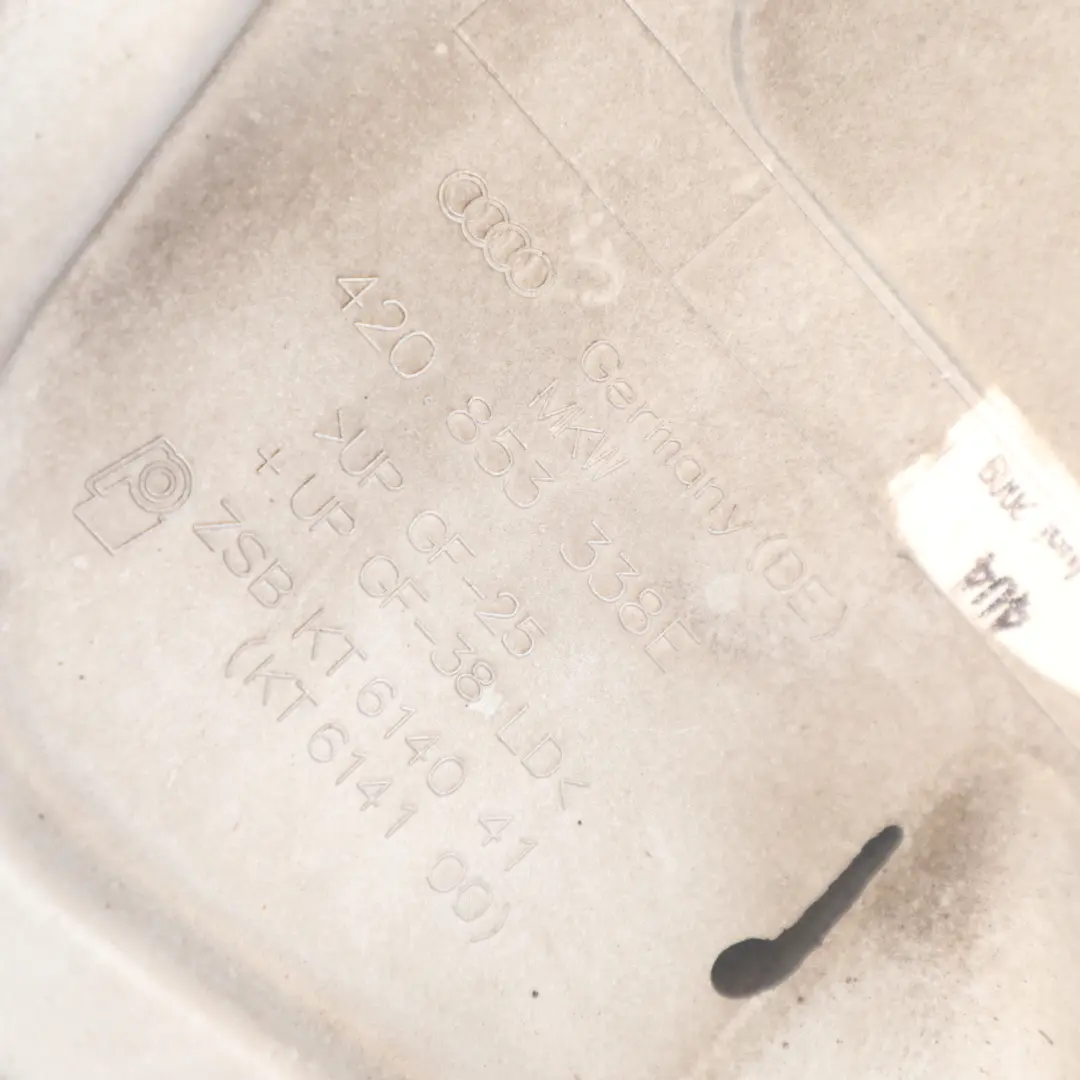 Germany (DE)
MKW
420 853 338E
>UP GF-25
+ UP GF-38 LD<
ZSB KT 6140 41
(KT 6141 00)